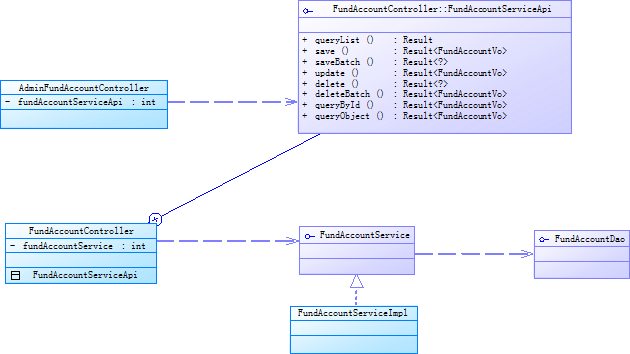 FundAccountController::FundAccountServiceApi
+ queryList () : Result
+ save () : Result<FundAccountVo>
+ saveBatch () : Result<?>
+ update () : Result<FundAccountVo>
+ delete () : Result<?>
+ deleteBatch () : Result<FundAccountVo>
+ queryById () : Result<FundAccountVo>
+ queryObject () : Result<FundAccountVo>
AdminFundAccountController
- fundAccountServiceApi : int
FundAccountController
- fundAccountService : int
FundAccountServiceApi
FundAccountService
FundAccountDao
FundAccountServiceImpl